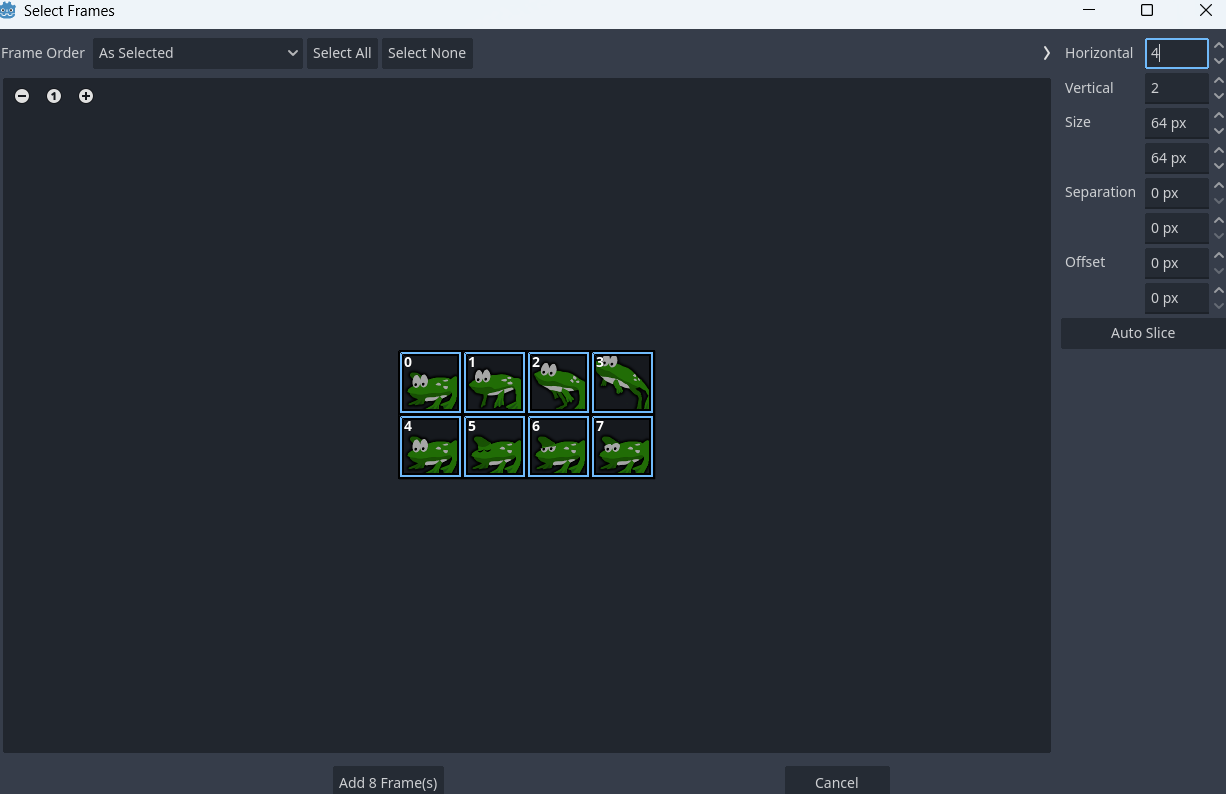 Select Frames
Frame Order As Selected Select All Select None
1
0 1 2 3
4 5 6 7
Horizontal 4
Vertical 2
Size 64 px
64 px
Separation 0 px
0 px
Offset 0 px
0 px
Auto Slice
Add 8 Frame(s) Cancel